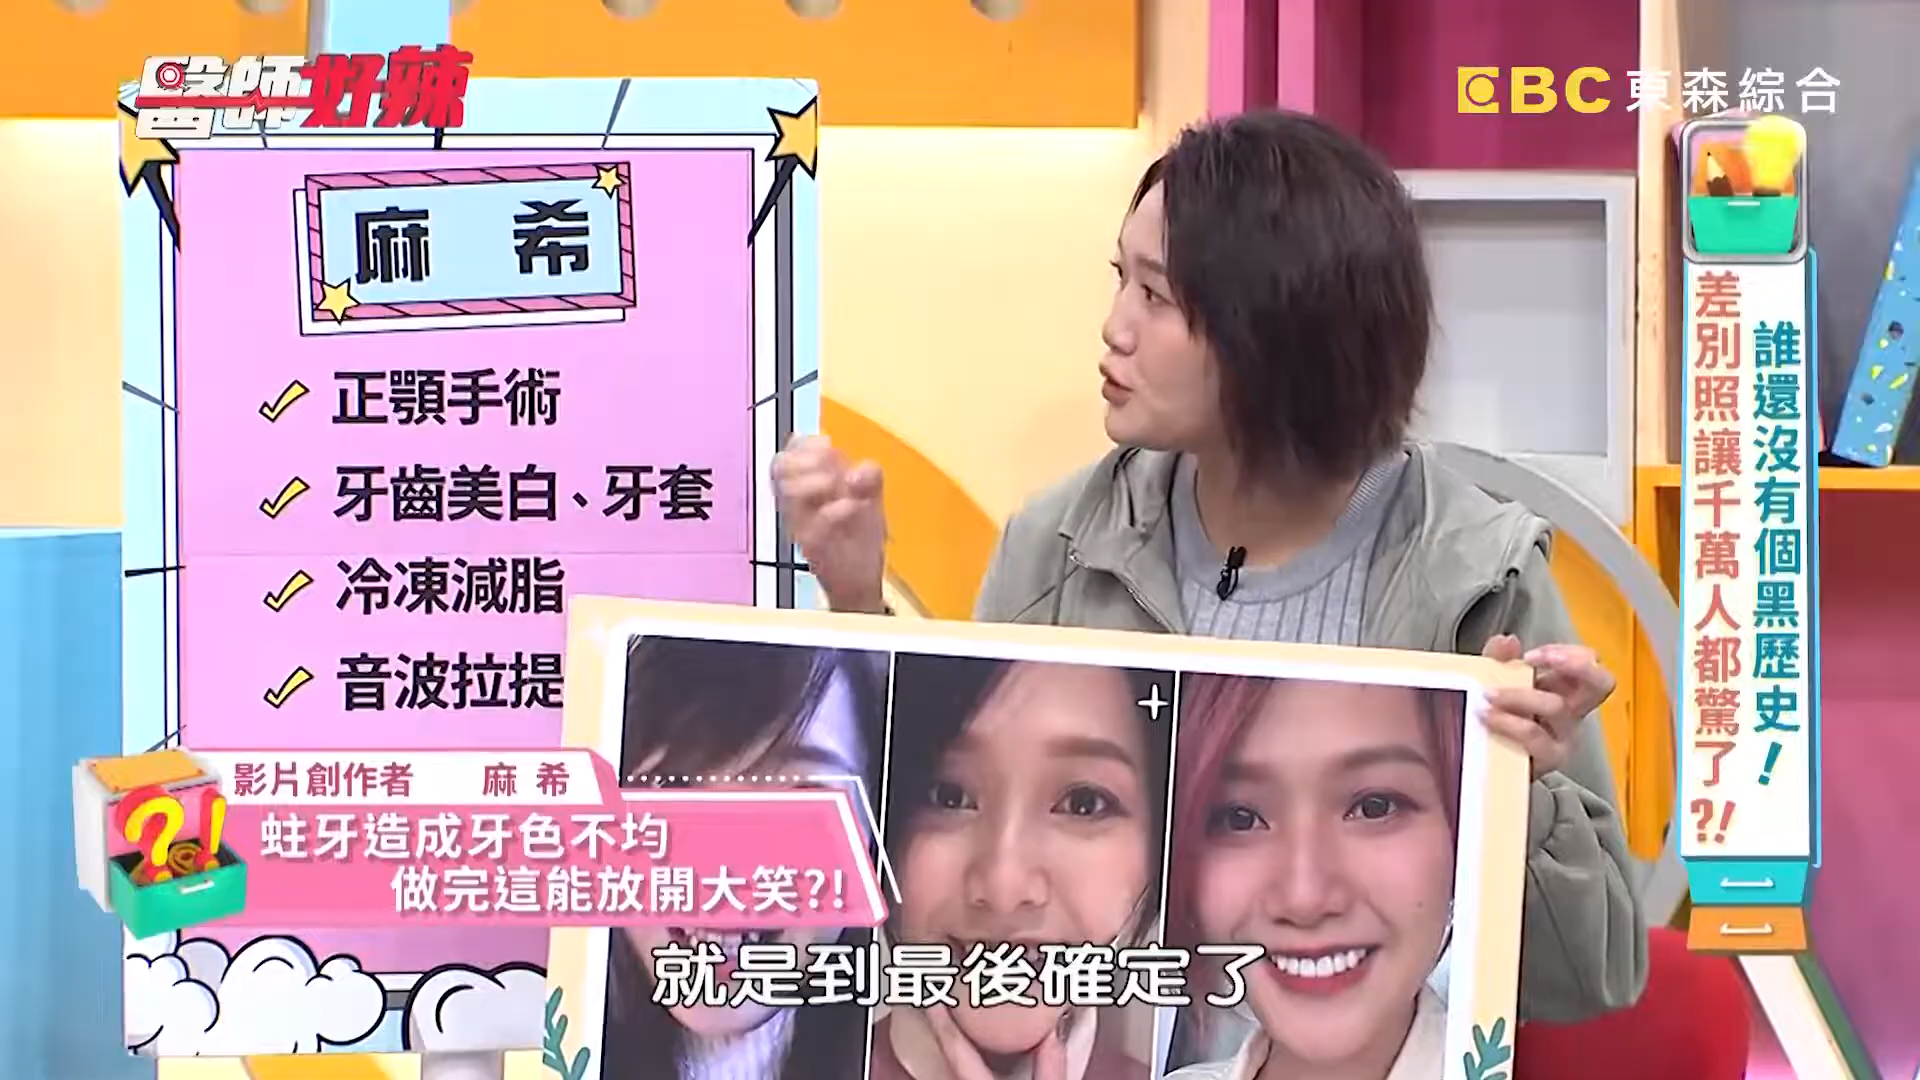 醫師好辣
EBC 東森綜合
麻 希
正顎手術
牙齒美白、牙套
冷凍減脂
音波拉提
誰還沒有個黑歷史！
差別照讓千萬人都驚了?!
影片創作者 麻希
蛀牙造成牙色不均
做完這能放開大笑?!
就是到最後確定了